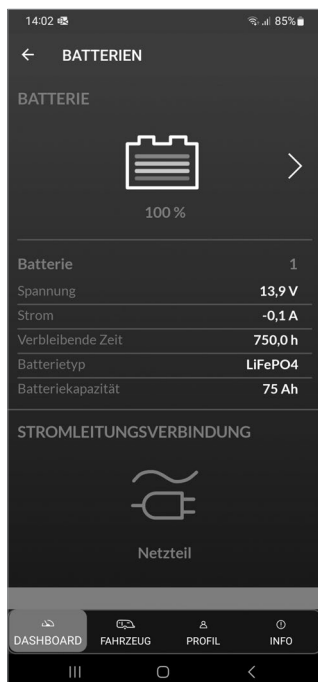 14:02
85%
BATTERIEN
BATTERIE
100 %
Batterie 1
Spannung 13,9 V
Strom -0,1 A
Verbleibende Zeit 750,0 h
Batterietyp LiFePO4
Batteriekapazität 75 Ah
STROMLEITUNGSVERBINDUNG
Netzteil
DASHBOARD FAHRZEUG PROFIL INFO